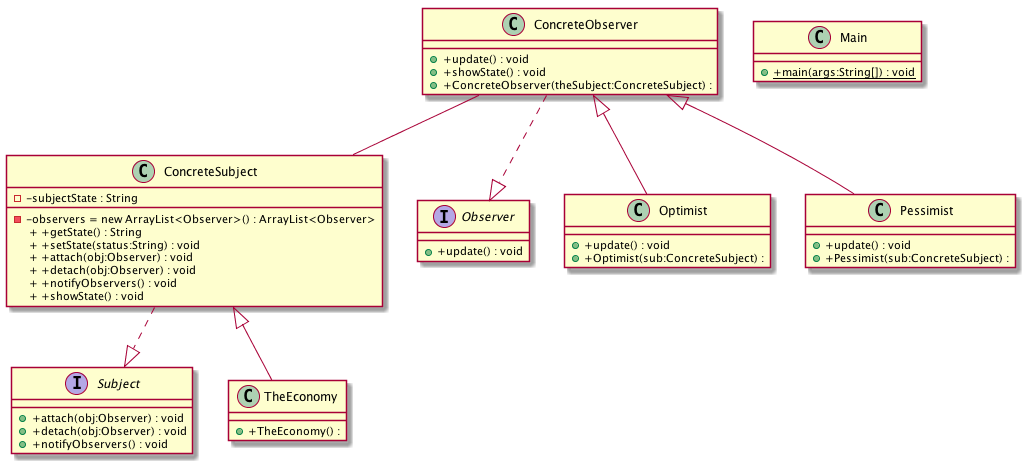 C ConcreteObserver
+update() : void
+showState() : void
+ConcreteObserver(theSubject:ConcreteSubject) :
C Main
+main(args:String[]) : void
C ConcreteSubject
-subjectState : String
-observers = new ArrayList<Observer>() : ArrayList<Observer>
+ +getState() : String
+ +setState(status:String) : void
+ +attach(obj:Observer) : void
+ +detach(obj:Observer) : void
+ +notifyObservers() : void
+ +showState() : void
I Observer
+update() : void
C Optimist
+update() : void
+Optimist(sub:ConcreteSubject) :
C Pessimist
+update() : void
+Pessimist(sub:ConcreteSubject) :
I Subject
+attach(obj:Observer) : void
+detach(obj:Observer) : void
+notifyObservers() : void
C TheEconomy
+TheEconomy() :